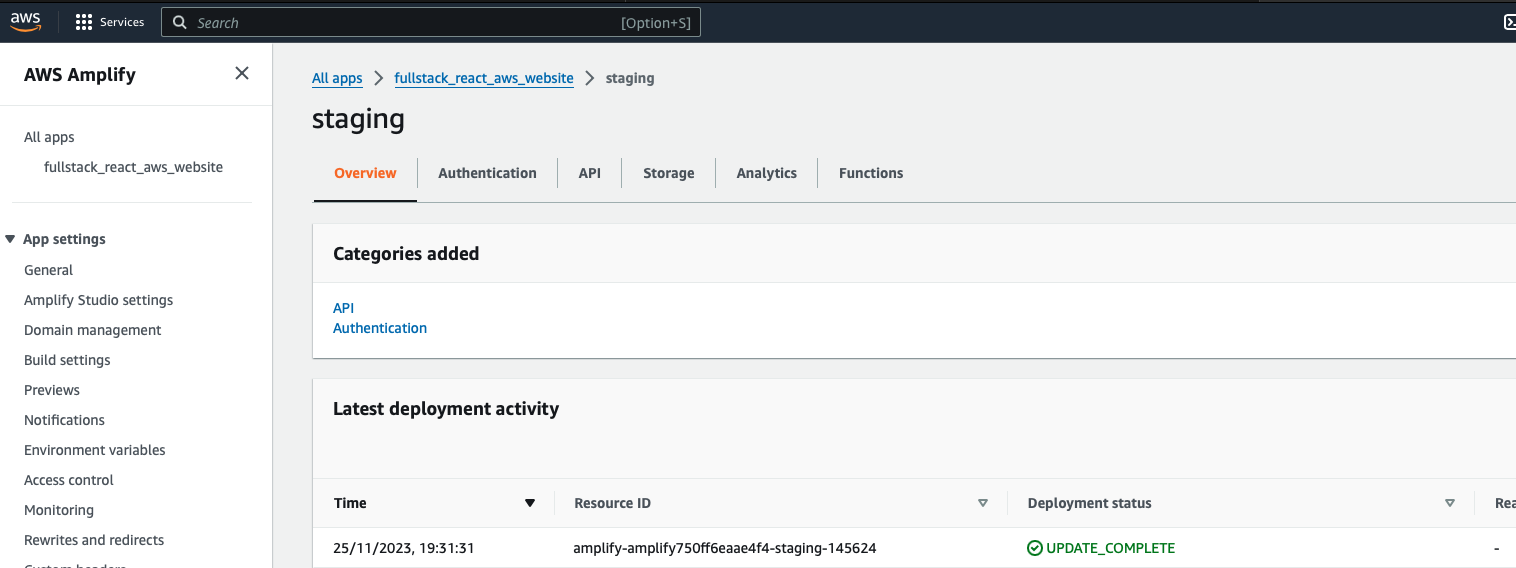 aws Services Search [Option+S]
AWS Amplify
All apps
fullstack_react_aws_website
App settings
General
Amplify Studio settings
Domain management
Build settings
Previews
Notifications
Environment variables
Access control
Monitoring
Rewrites and redirects
Custom headers
All apps > fullstack_react_aws_website > staging
staging
Overview Authentication API Storage Analytics Functions
Categories added
API
Authentication
Latest deployment activity
Time Resource ID Deployment status Rea
25/11/2023, 19:31:31 amplify-amplify750ff6eaae4f4-staging-145624 UPDATE_COMPLETE -